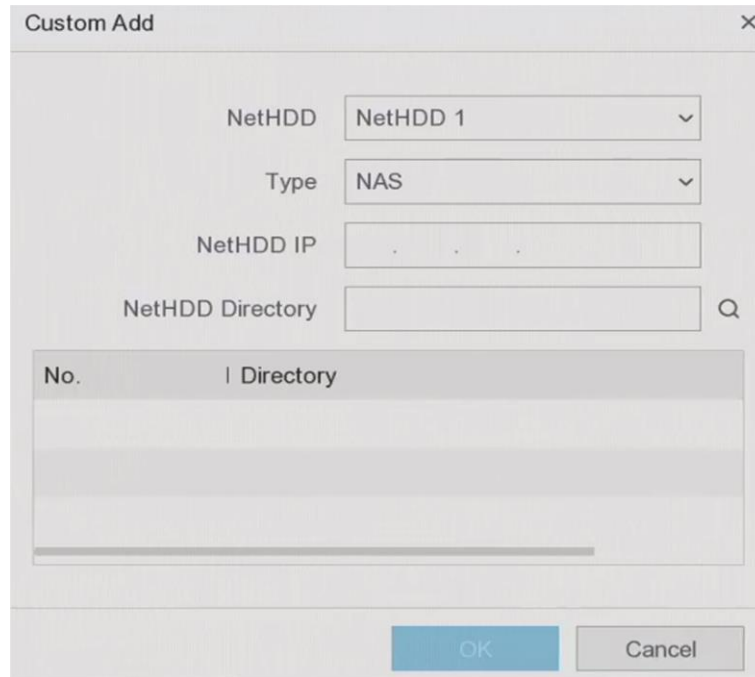 Custom Add
NetHDD NetHDD 1
Type NAS
NetHDD IP . . .
NetHDD Directory
No. Directory
OK Cancel